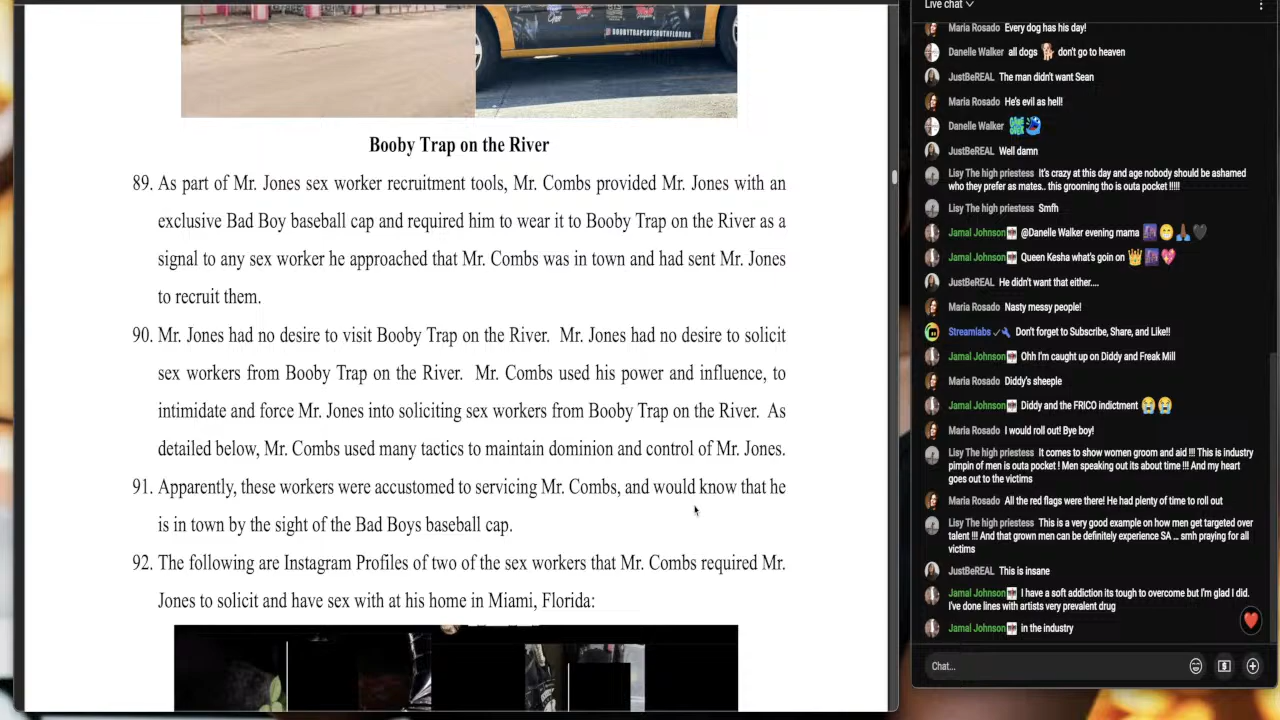 BOOBYTRAPSOFSOUTHFLORIDA
Booby Trap on the River
89. As part of Mr. Jones sex worker recruitment tools, Mr. Combs provided Mr. Jones with an
exclusive Bad Boy baseball cap and required him to wear it to Booby Trap on the River as a
signal to any sex worker he approached that Mr. Combs was in town and had sent Mr. Jones
to recruit them.
90. Mr. Jones had no desire to visit Booby Trap on the River.  Mr. Jones had no desire to solicit
sex workers from Booby Trap on the River.  Mr. Combs used his power and influence, to
intimidate and force Mr. Jones into soliciting sex workers from Booby Trap on the River.  As
detailed below, Mr. Combs used many tactics to maintain dominion and control of Mr. Jones.
91. Apparently, these workers were accustomed to servicing Mr. Combs, and would know that he
is in town by the sight of the Bad Boys baseball cap.
92. The following are Instagram Profiles of two of the sex workers that Mr. Combs required Mr.
Jones to solicit and have sex with at his home in Miami, Florida:
Live chat
Maria Rosado Every dog has his day!
Danelle Walker all dogs don't go to heaven
JustBeREAL The man didn't want Sean
Maria Rosado He's evil as hell!
Danelle Walker
JustBeREAL Well damn
Lisy The high priestess It's crazy at this day and age nobody should be ashamed
who they prefer as mates.. this grooming tho is outa pocket !!!!!
Lisy The high priestess Smfh
Jamal Johnson @Danelle Walker evening mama
Jamal Johnson Queen Kesha what's goin on
JustBeREAL He didn't want that either....
Maria Rosado Nasty messy people!
Streamlabs Don't forget to Subscribe, Share, and Like!!
Jamal Johnson Ohh I'm caught up on Diddy and Freak Mill
Maria Rosado Diddy's sheeple
Jamal Johnson Diddy and the FRICO indictment
Maria Rosado I would roll out! Bye boy!
Lisy The high priestess It comes to show women groom and aid !!! This is industry
pimpin of men is outa pocket ! Men speaking out its about time !!! And my heart
goes out to the victims
Maria Rosado All the red flags were there! He had plenty of time to roll out
Lisy The high priestess This is a very good example on how men get targeted over
talent !!! And that grown men can be definitely experience SA ... smh praying for all
victims
JustBeREAL This is insane
Jamal Johnson I have a soft addiction its tough to overcome but I'm glad I did.
I've done lines with artists very prevalent drug
Jamal Johnson in the industry
Chat...